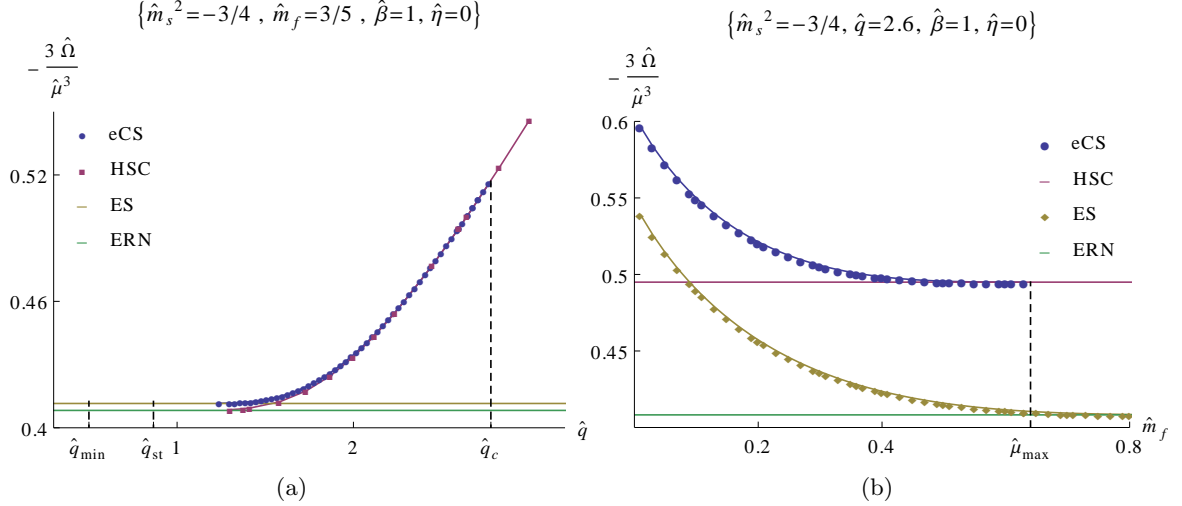 {m̂_s²=−3/4 , m̂_f=3/5 , β̂=1, η̂=0}
− 3 Ω̂ / μ̂³
eCS
HSC
ES
ERN
0.52
0.46
0.4
q̂_min
q̂_st
1
2
q̂_c
q̂
(a)
{m̂_s²=−3/4, q̂=2.6, β̂=1, η̂=0}
− 3 Ω̂ / μ̂³
0.6
0.55
0.5
0.45
eCS
HSC
ES
ERN
0.2
0.4
μ̂_max
0.8
m̂_f
(b)